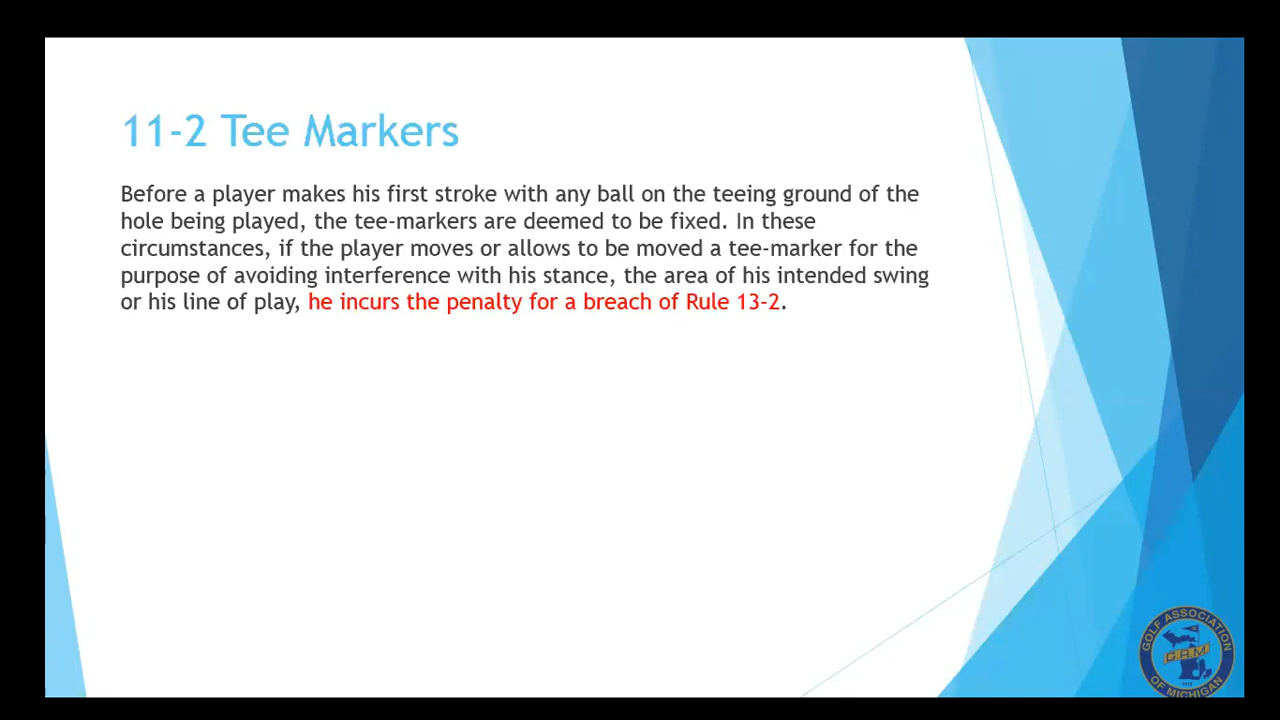 11-2 Tee Markers
Before a player makes his first stroke with any ball on the teeing ground of the
hole being played, the tee-markers are deemed to be fixed. In these
circumstances, if the player moves or allows to be moved a tee-marker for the
purpose of avoiding interference with his stance, the area of his intended swing
or his line of play, he incurs the penalty for a breach of Rule 13-2.
GOLF ASSOCIATION
G.A.M
OF MICHIGAN